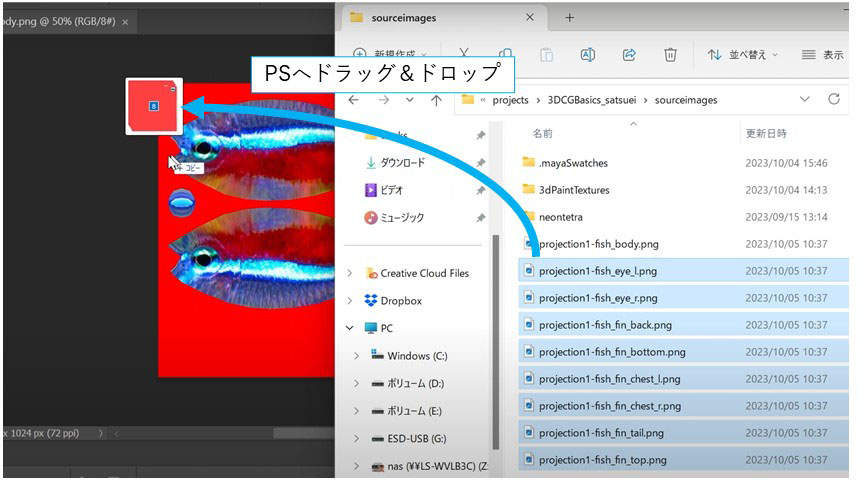 ody.png @ 50% (RGB/8#) ×
sourceimages
新規作成
並べ替え
表示
PSへドラッグ＆ドロップ
projects > 3DCGBasics_satsuei > sourceimages
名前 更新日時
ダウンロード
ビデオ
ミュージック
Creative Cloud Files
Dropbox
PC
Windows (C:)
ボリューム (D:)
ボリューム (E:)
ESD-USB (G:)
nas (¥¥LS-WVLB3C) (Z:
.mayaSwatches 2023/10/04 15:46
3dPaintTextures 2023/10/04 14:13
neontetra 2023/09/15 13:14
projection1-fish_body.png 2023/10/05 10:37
projection1-fish_eye_l.png 2023/10/05 10:37
projection1-fish_eye_r.png 2023/10/05 10:37
projection1-fish_fin_back.png 2023/10/05 10:37
projection1-fish_fin_bottom.png 2023/10/05 10:37
projection1-fish_fin_chest_l.png 2023/10/05 10:37
projection1-fish_fin_chest_r.png 2023/10/05 10:37
projection1-fish_fin_tail.png 2023/10/05 10:37
projection1-fish_fin_top.png 2023/10/05 10:37
8
+ コピー
x 1024 px (72 ppi)